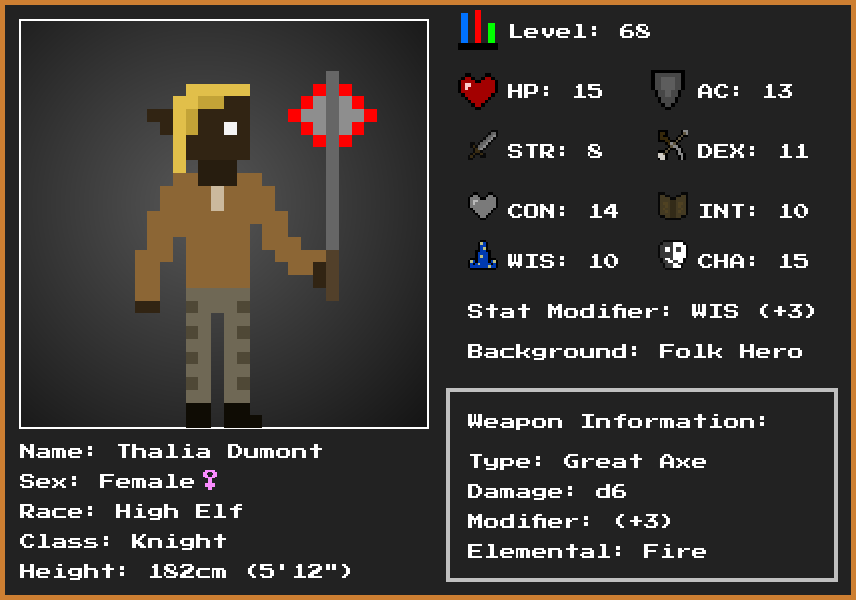 Level: 68
HP: 15 AC: 13
STR: 8 DEX: 11
CON: 14 INT: 10
WIS: 10 CHA: 15
Stat Modifier: WIS (+3)
Background: Folk Hero
Weapon Information:
Type: Great Axe
Damage: d6
Modifier: (+3)
Elemental: Fire
Name: Thalia Dumont
Sex: Female♀
Race: High Elf
Class: Knight
Height: 182cm (5'12")